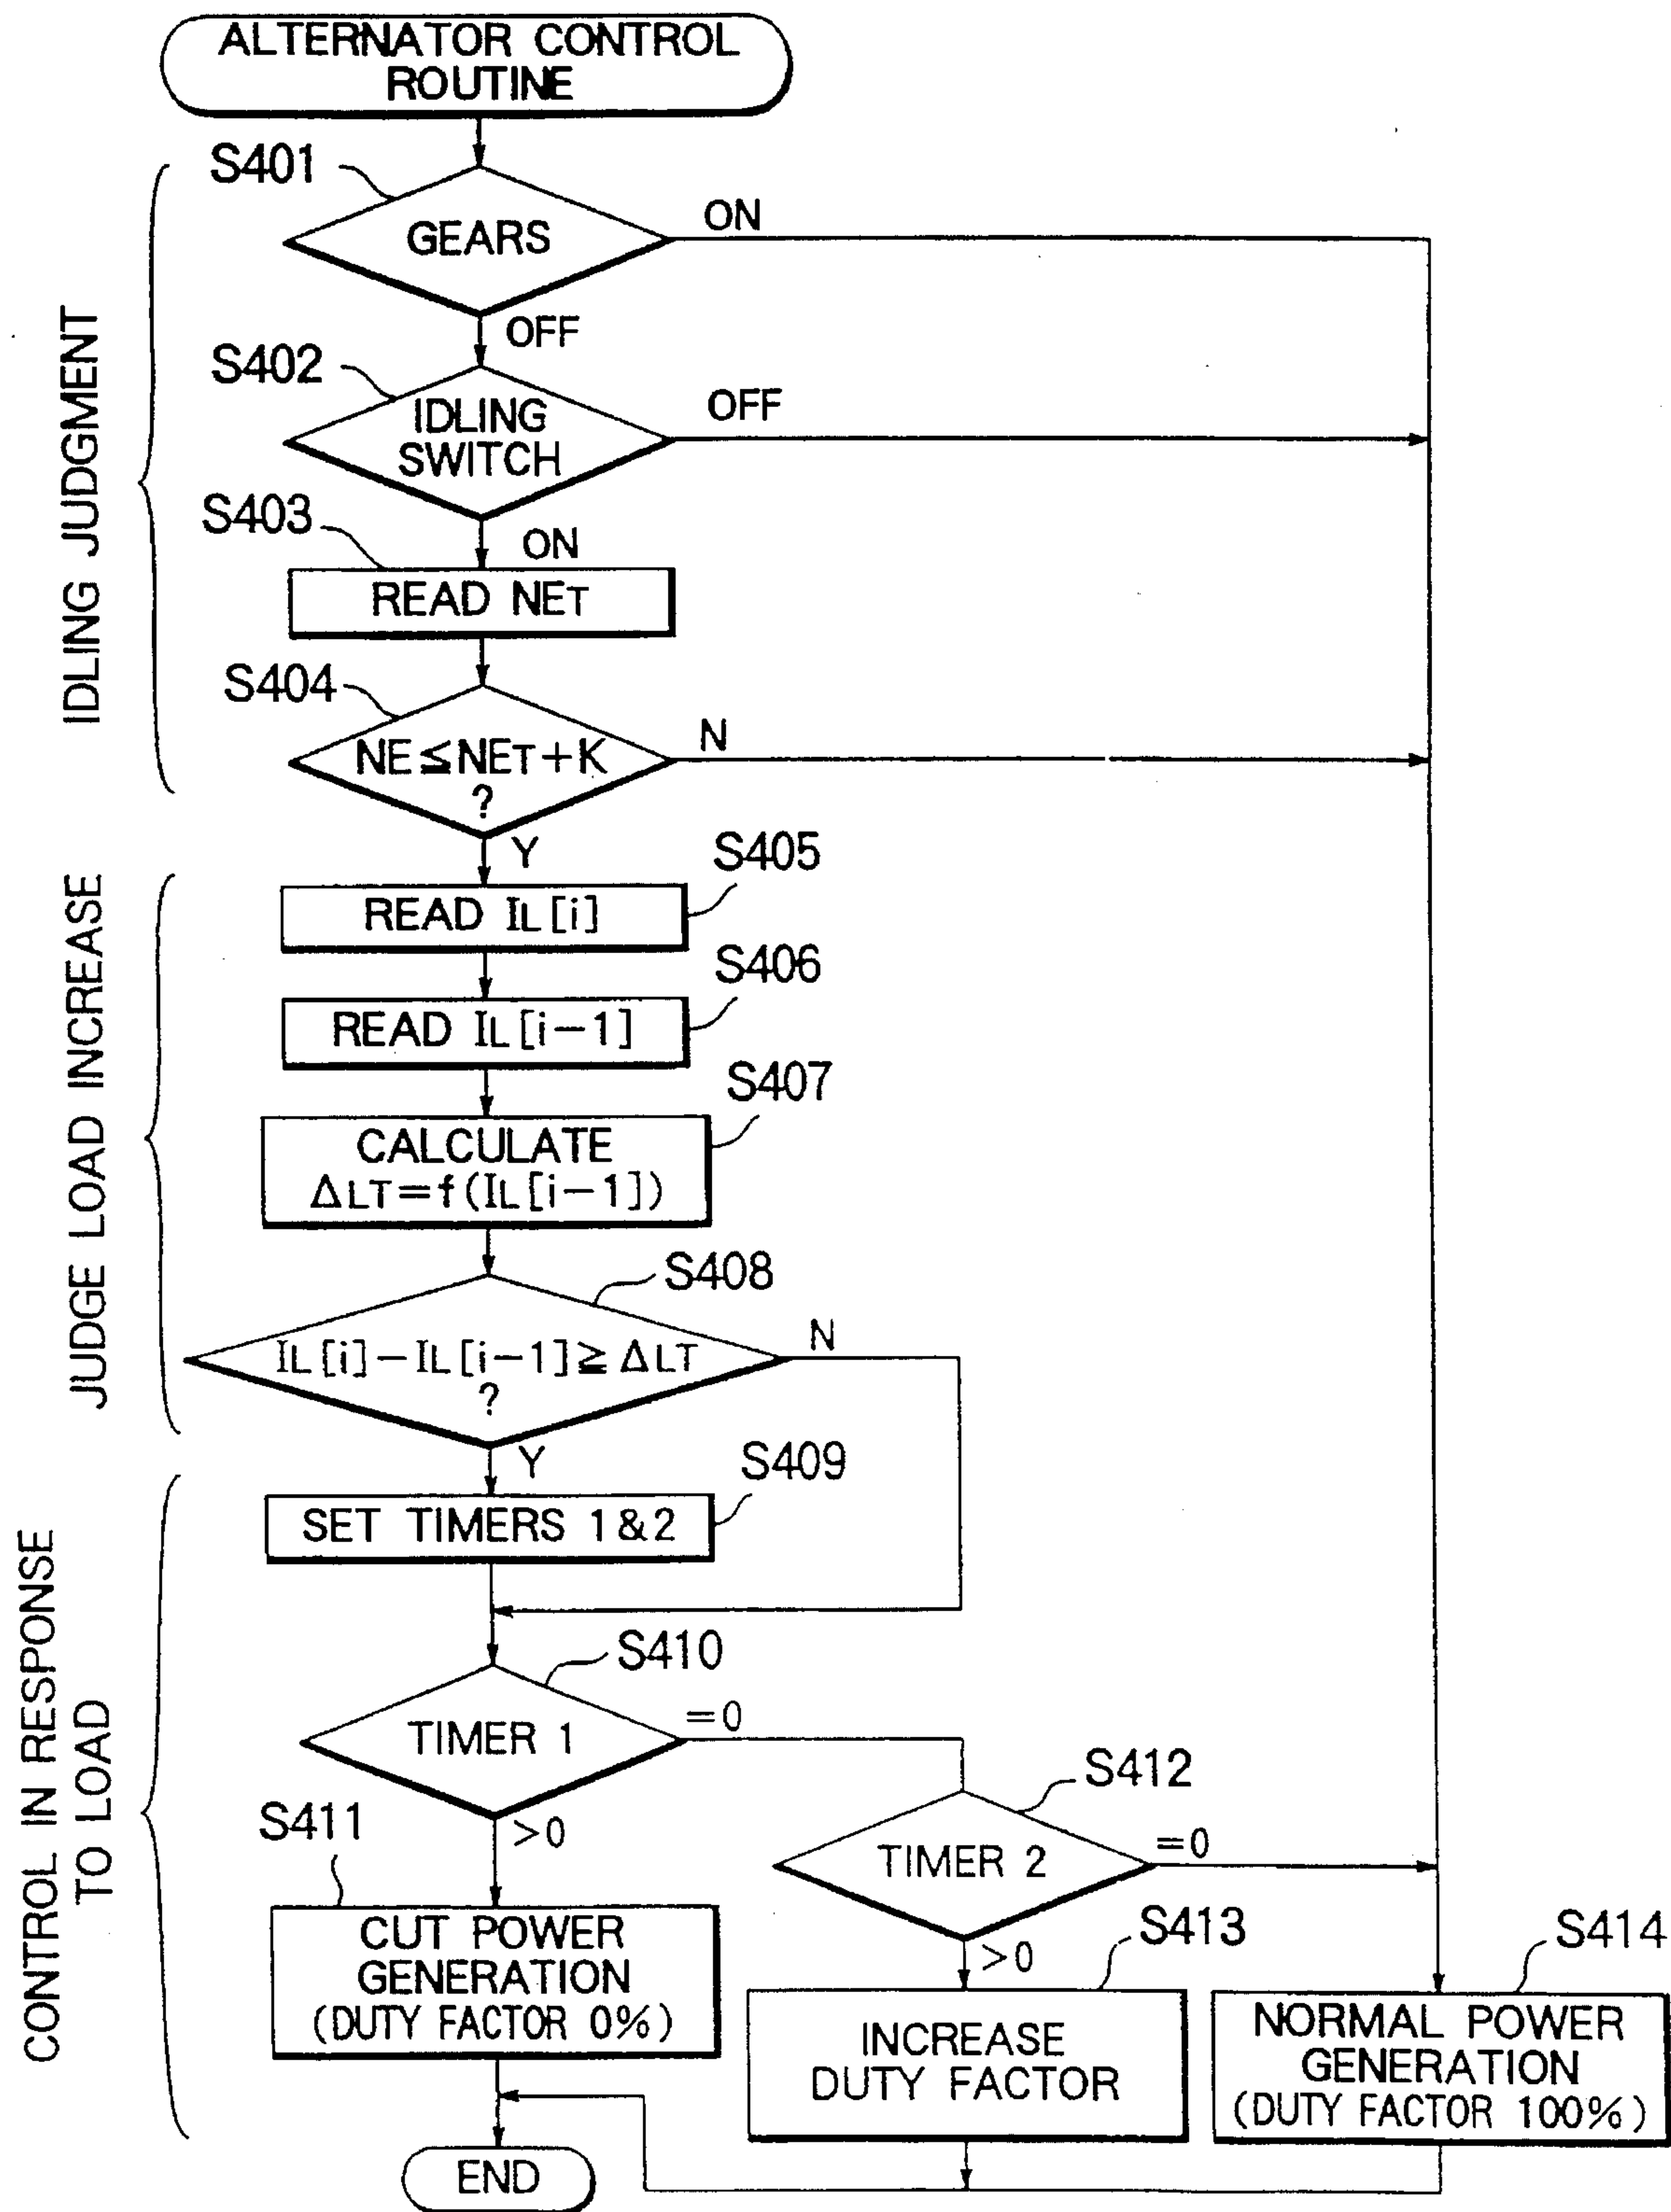 ALTERNATOR CONTROL
ROUTINE
S401
GEARS
ON
OFF
S402
IDLING
SWITCH
OFF
ON
S403
READ NET
S404
NE≦NET+K
?
N
Y
IDLING JUDGMENT
S405
READ IL[i]
S406
READ IL[i-1]
S407
CALCULATE
ΔLT=f(IL[i-1])
S408
IL[i]-IL[i-1]≧ΔLT
?
N
Y
JUDGE LOAD INCREASE
S409
SET TIMERS 1&2
S410
TIMER 1
=0
>0
S411
CUT POWER
GENERATION
(DUTY FACTOR 0%)
S412
TIMER 2
=0
>0
S413
INCREASE
DUTY FACTOR
S414
NORMAL POWER
GENERATION
(DUTY FACTOR 100%)
CONTROL IN RESPONSE
TO LOAD
END